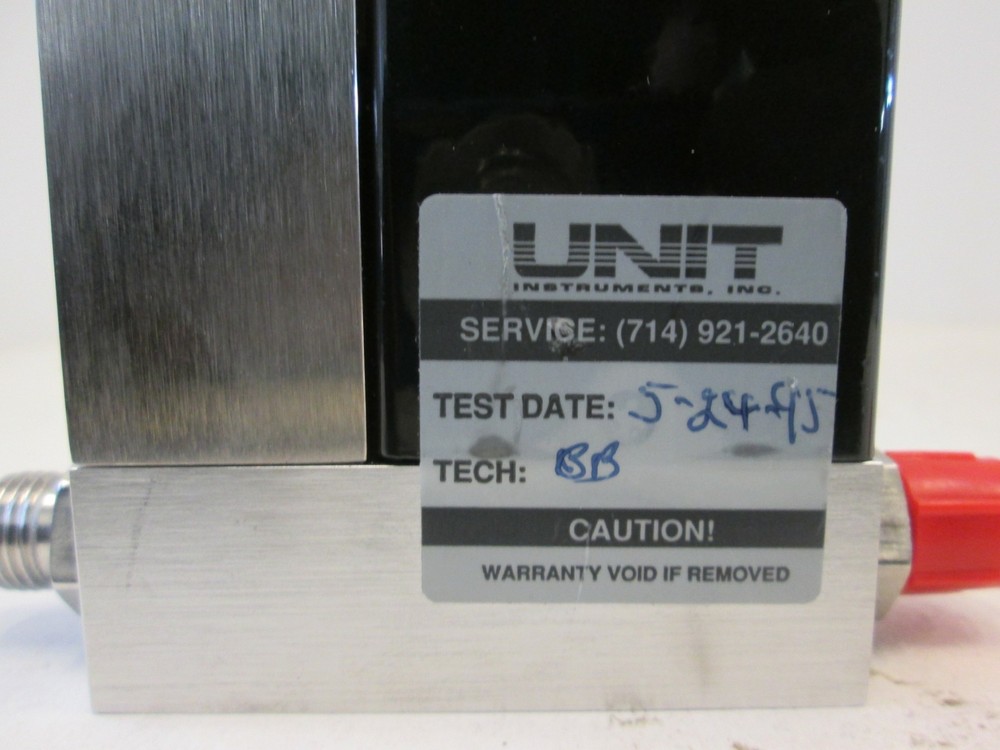 UNIT
INSTRUMENTS, INC.
SERVICE: (714) 921-2640
TEST DATE: 5-24-95
TECH: BB
CAUTION!
WARRANTY VOID IF REMOVED